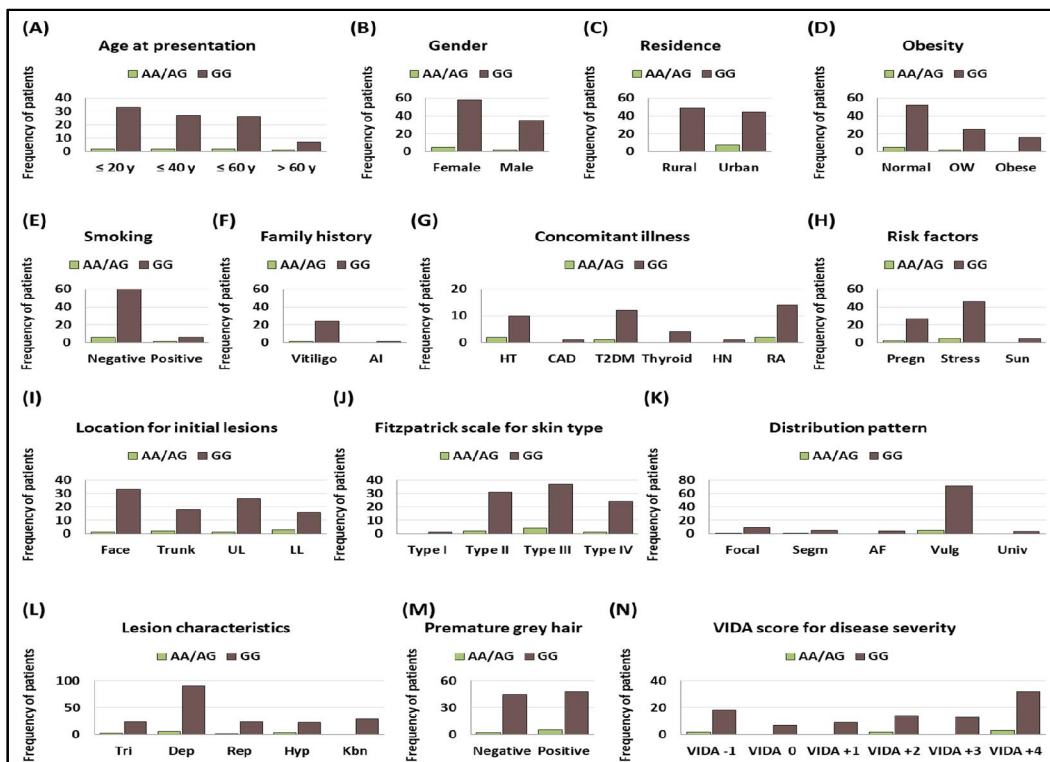 (A)
Age at presentation
AA/AG GG
Frequency of patients
40
30
20
10
0
≤ 20 y ≤ 40 y ≤ 60 y > 60 y
(B)
Gender
AA/AG GG
Frequency of patients
60
40
20
0
Female Male
(C)
Residence
AA/AG GG
Frequency of patients
60
40
20
0
Rural Urban
(D)
Obesity
AA/AG GG
Frequency of patients
60
40
20
0
Normal OW Obese
(E)
Smoking
AA/AG GG
Frequency of patients
60
40
20
0
Negative Positive
(F)
Family history
AA/AG GG
Frequency of patients
60
40
20
0
Vitiligo AI
(G)
Concomitant illness
AA/AG GG
Frequency of patients
20
10
0
HT CAD T2DM Thyroid HN RA
(H)
Risk factors
AA/AG GG
Frequency of patients
60
40
20
0
Pregn Stress Sun
(I)
Location for initial lesions
AA/AG GG
Frequency of patients
40
30
20
10
0
Face Trunk UL LL
(J)
Fitzpatrick scale for skin type
AA/AG GG
Frequency of patients
40
30
20
10
0
Type I Type II Type III Type IV
(K)
Distribution pattern
AA/AG GG
Frequency of patients
80
60
40
20
0
Focal Segm AF Vulg Univ
(L)
Lesion characteristics
AA/AG GG
Frequency of patients
100
50
0
Tri Dep Rep Hyp Kbn
(M)
Premature grey hair
AA/AG GG
Frequency of patients
75
50
25
0
Negative Positive
(N)
VIDA score for disease severity
AA/AG GG
Frequency of patients
40
20
0
VIDA -1 VIDA 0 VIDA +1 VIDA +2 VIDA +3 VIDA +4